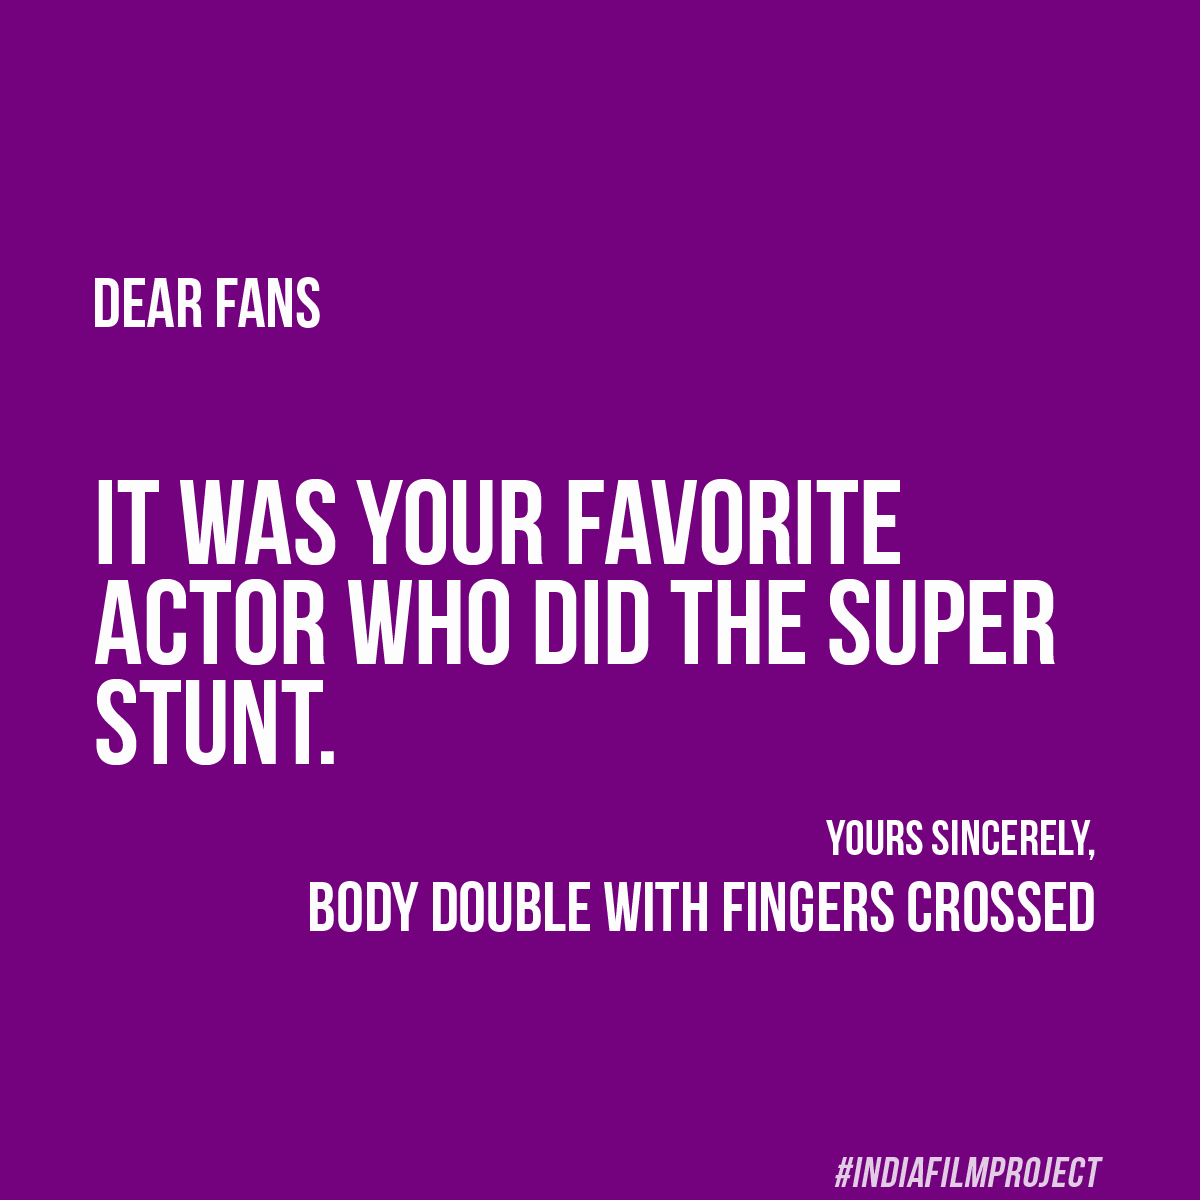 DEAR FANS
IT WAS YOUR FAVORITE
ACTOR WHO DID THE SUPER
STUNT.
YOURS SINCERELY,
BODY DOUBLE WITH FINGERS CROSSED
#INDIAFILMPROJECT